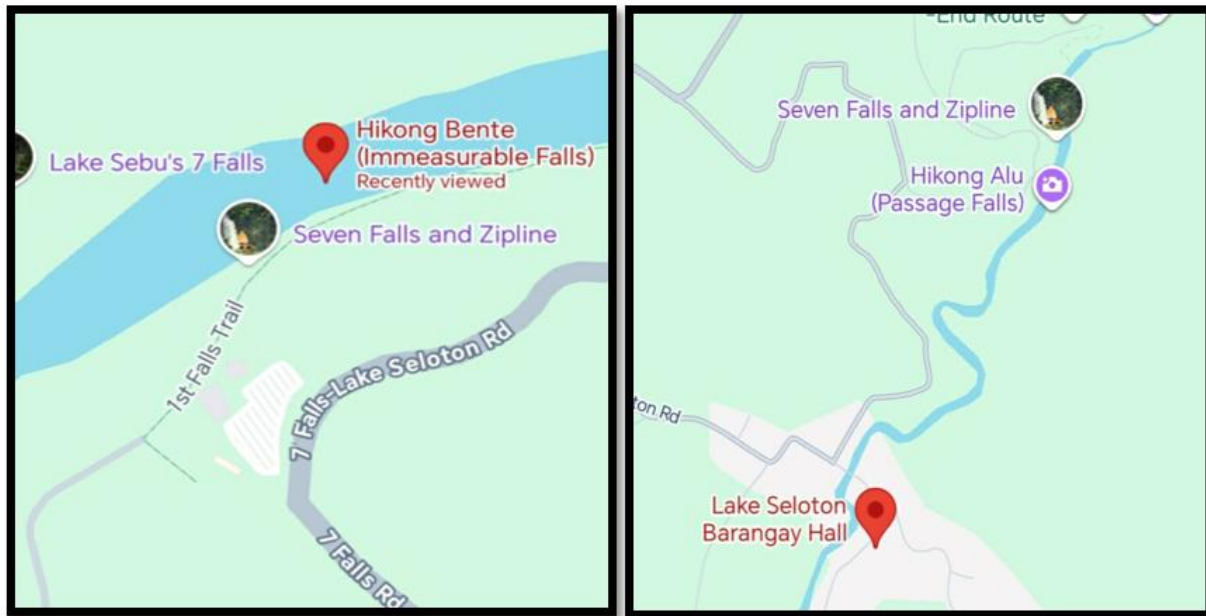 Hikong Bente
(Immeasurable Falls)
Recently viewed
Lake Sebu's 7 Falls
Seven Falls and Zipline
1st-Falls-Trail
7 Falls-Lake Seloton Rd
7 Falls Rd
-End Route
Seven Falls and Zipline
Hikong Alu
(Passage Falls)
ton Rd
Lake Seloton
Barangay Hall